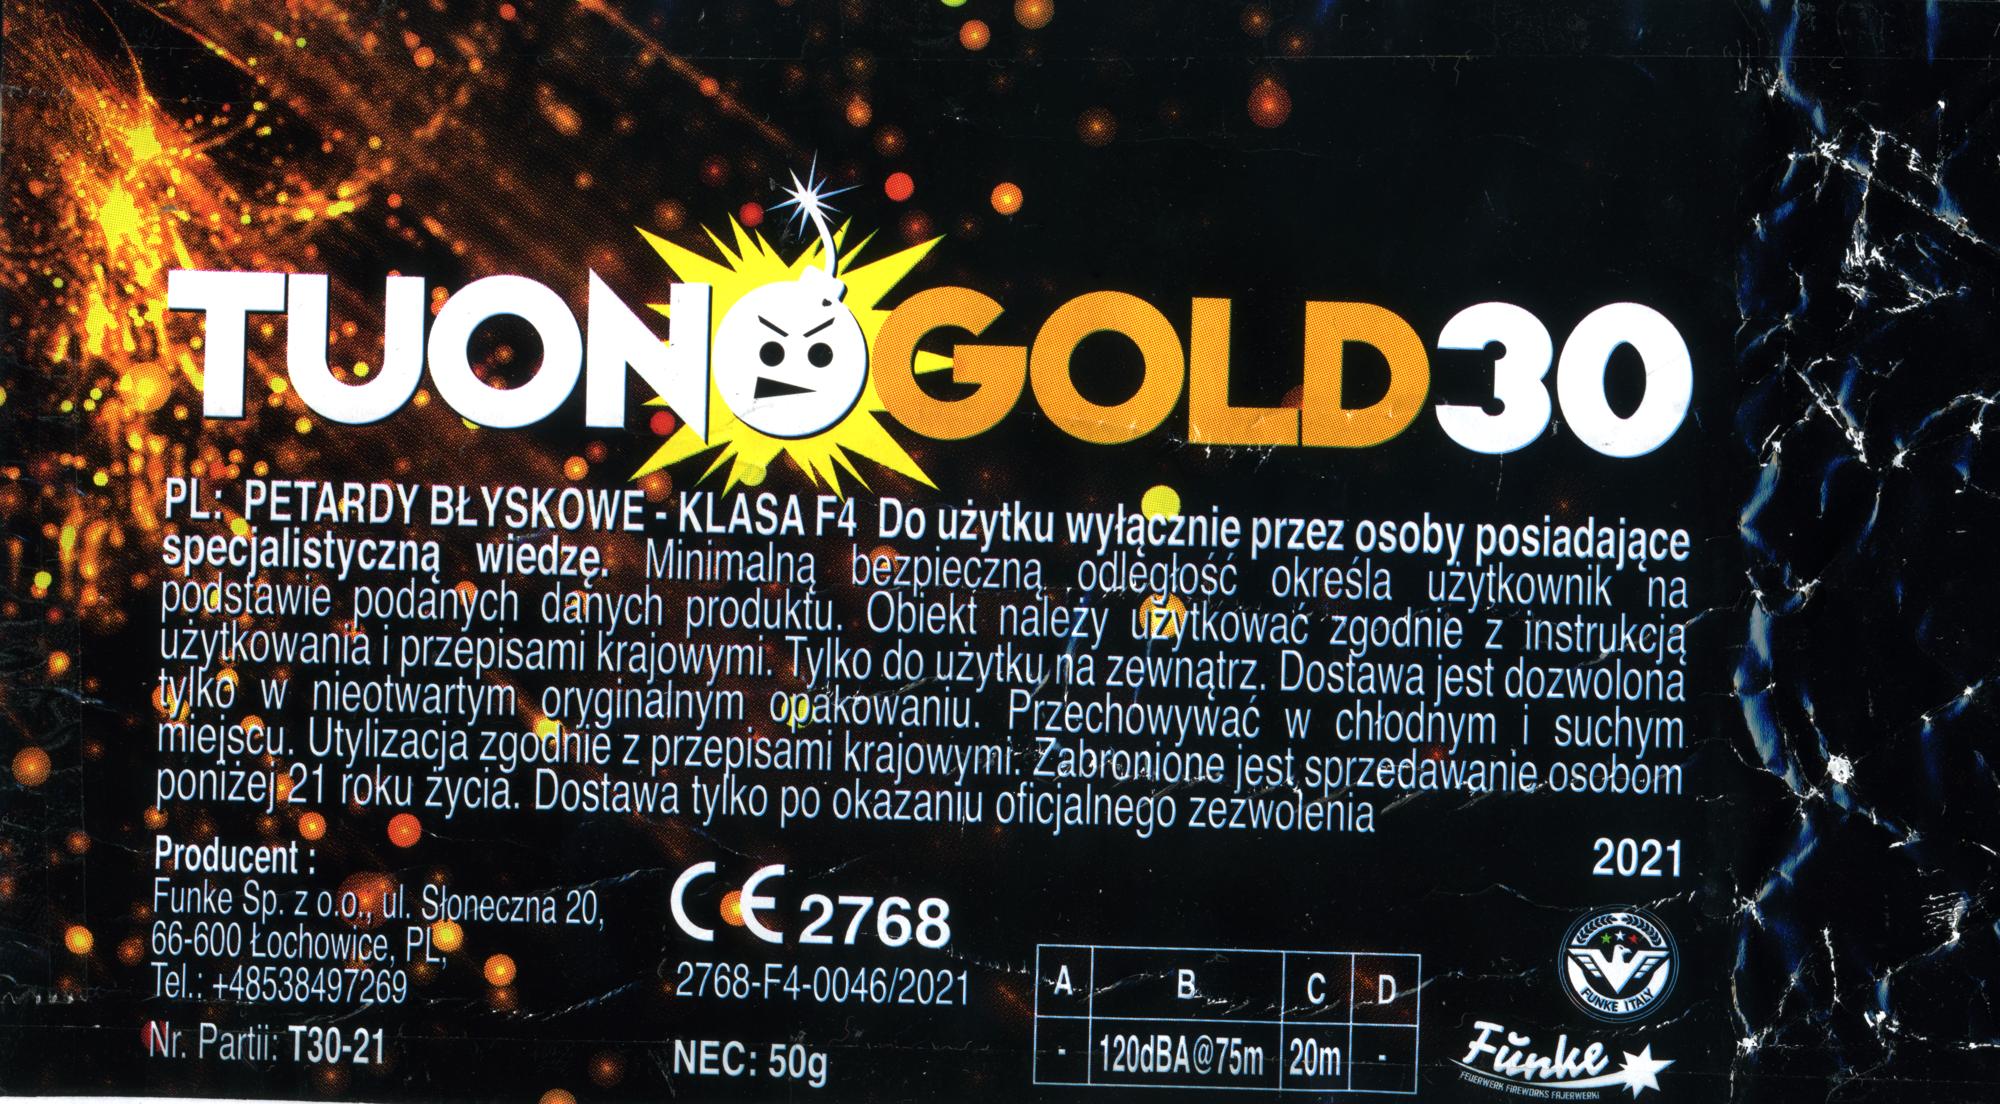 TUONOGOLD30
PL: PETARDY BŁYSKOWE - KLASA F4 Do użytku wyłącznie przez osoby posiadające
specjalistyczną wiedzę. Minimalną bezpieczną odległość określa użytkownik na
podstawie podanych danych produktu. Obiekt należy użytkować zgodnie z instrukcją
użytkowania i przepisami krajowymi. Tylko do użytku na zewnątrz. Dostawa jest dozwolona
tylko w nieotwartym oryginalnym opakowaniu. Przechowywać w chłodnym i suchym
miejscu. Utylizacja zgodnie z przepisami krajowymi. Zabronione jest sprzedawanie osobom
poniżej 21 roku życia. Dostawa tylko po okazaniu oficjalnego zezwolenia
2021
Producent :
Funke Sp. z o.o., ul. Słoneczna 20,
66-600 Łochowice, PL,
Tel.: +48538497269
Nr. Partii: T30-21
CE 2768
2768-F4-0046/2021
NEC: 50g
A B C D
- 120dBA@75m 20m -
FUNKE ITALY
Fŭnke
FEUERWERK FIREWORKS FAJERWERKI